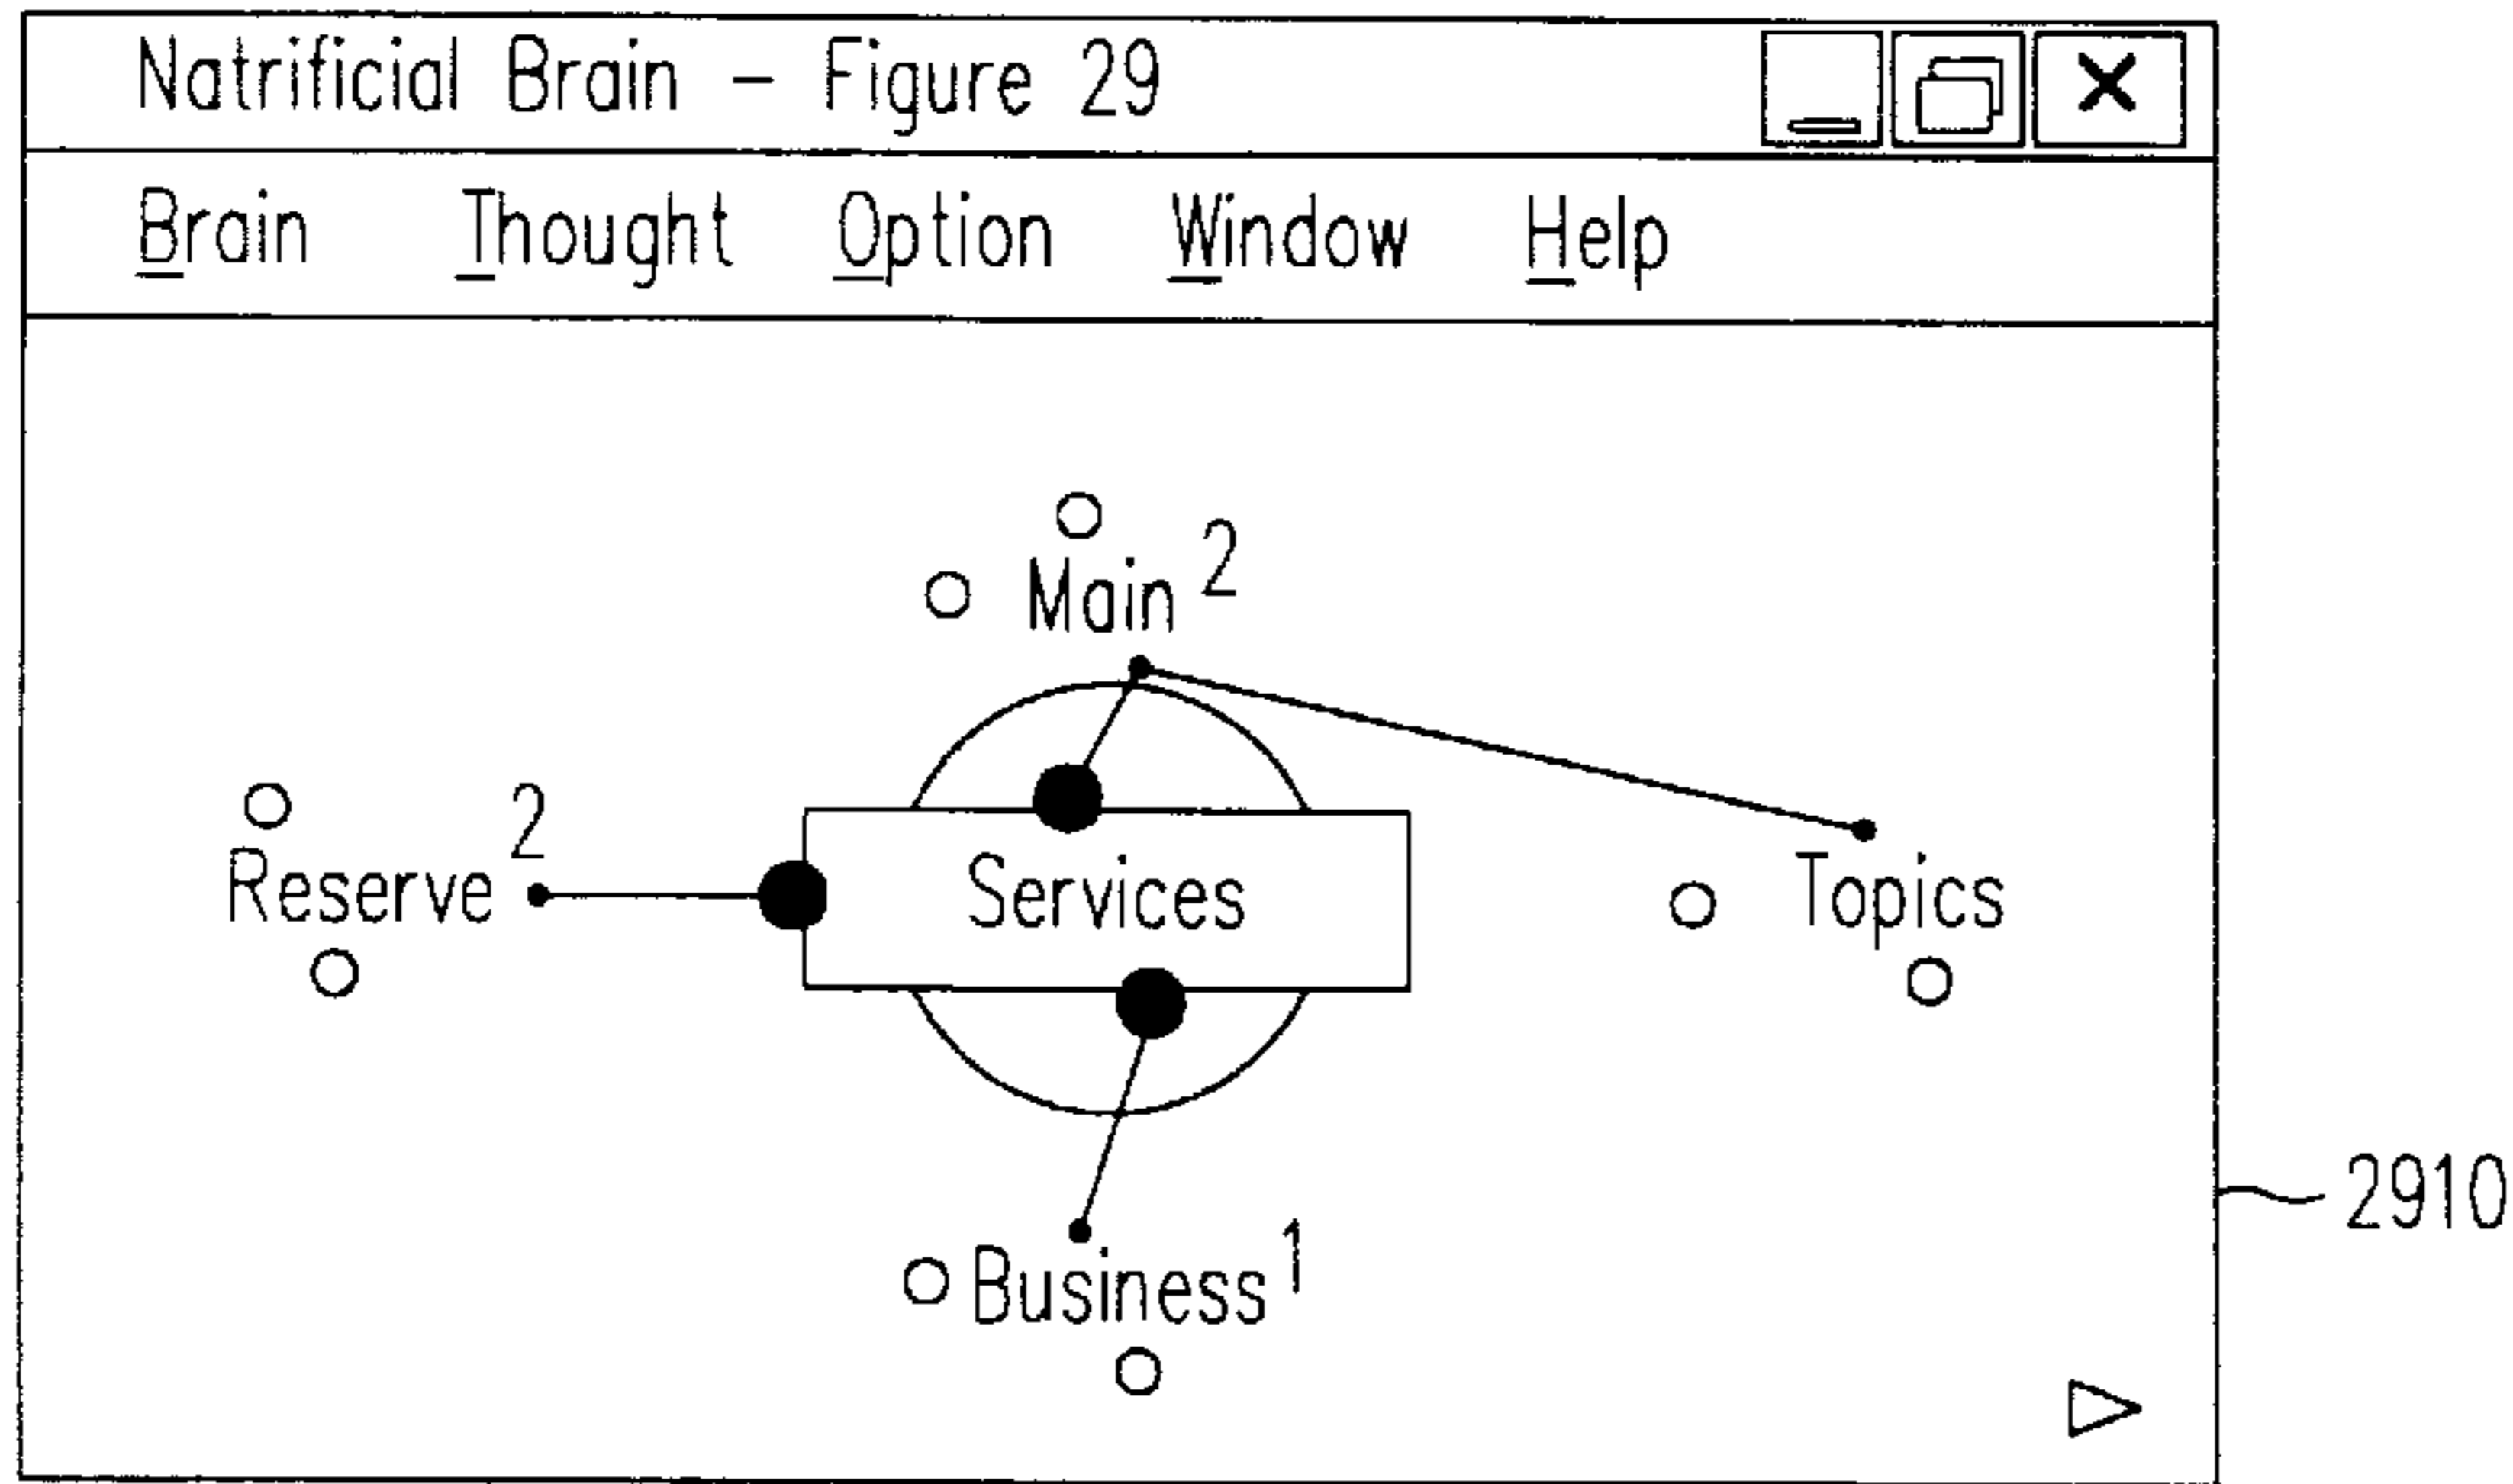 Natrificial Brain - Figure 29
Brain Thought Option Window Help
Main 2
Reserve 2
Services
Topics
Business 1
2910